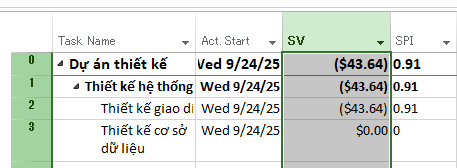 Task Name Act. Start SV SPI
0 Dự án thiết kế Wed 9/24/25 ($43.64) 0.91
1 Thiết kế hệ thống Wed 9/24/25 ($43.64) 0.91
2 Thiết kế giao di Wed 9/24/25 ($43.64) 0.91
3 Thiết kế cơ sở Wed 9/24/25 $0.00 0
dữ liệu